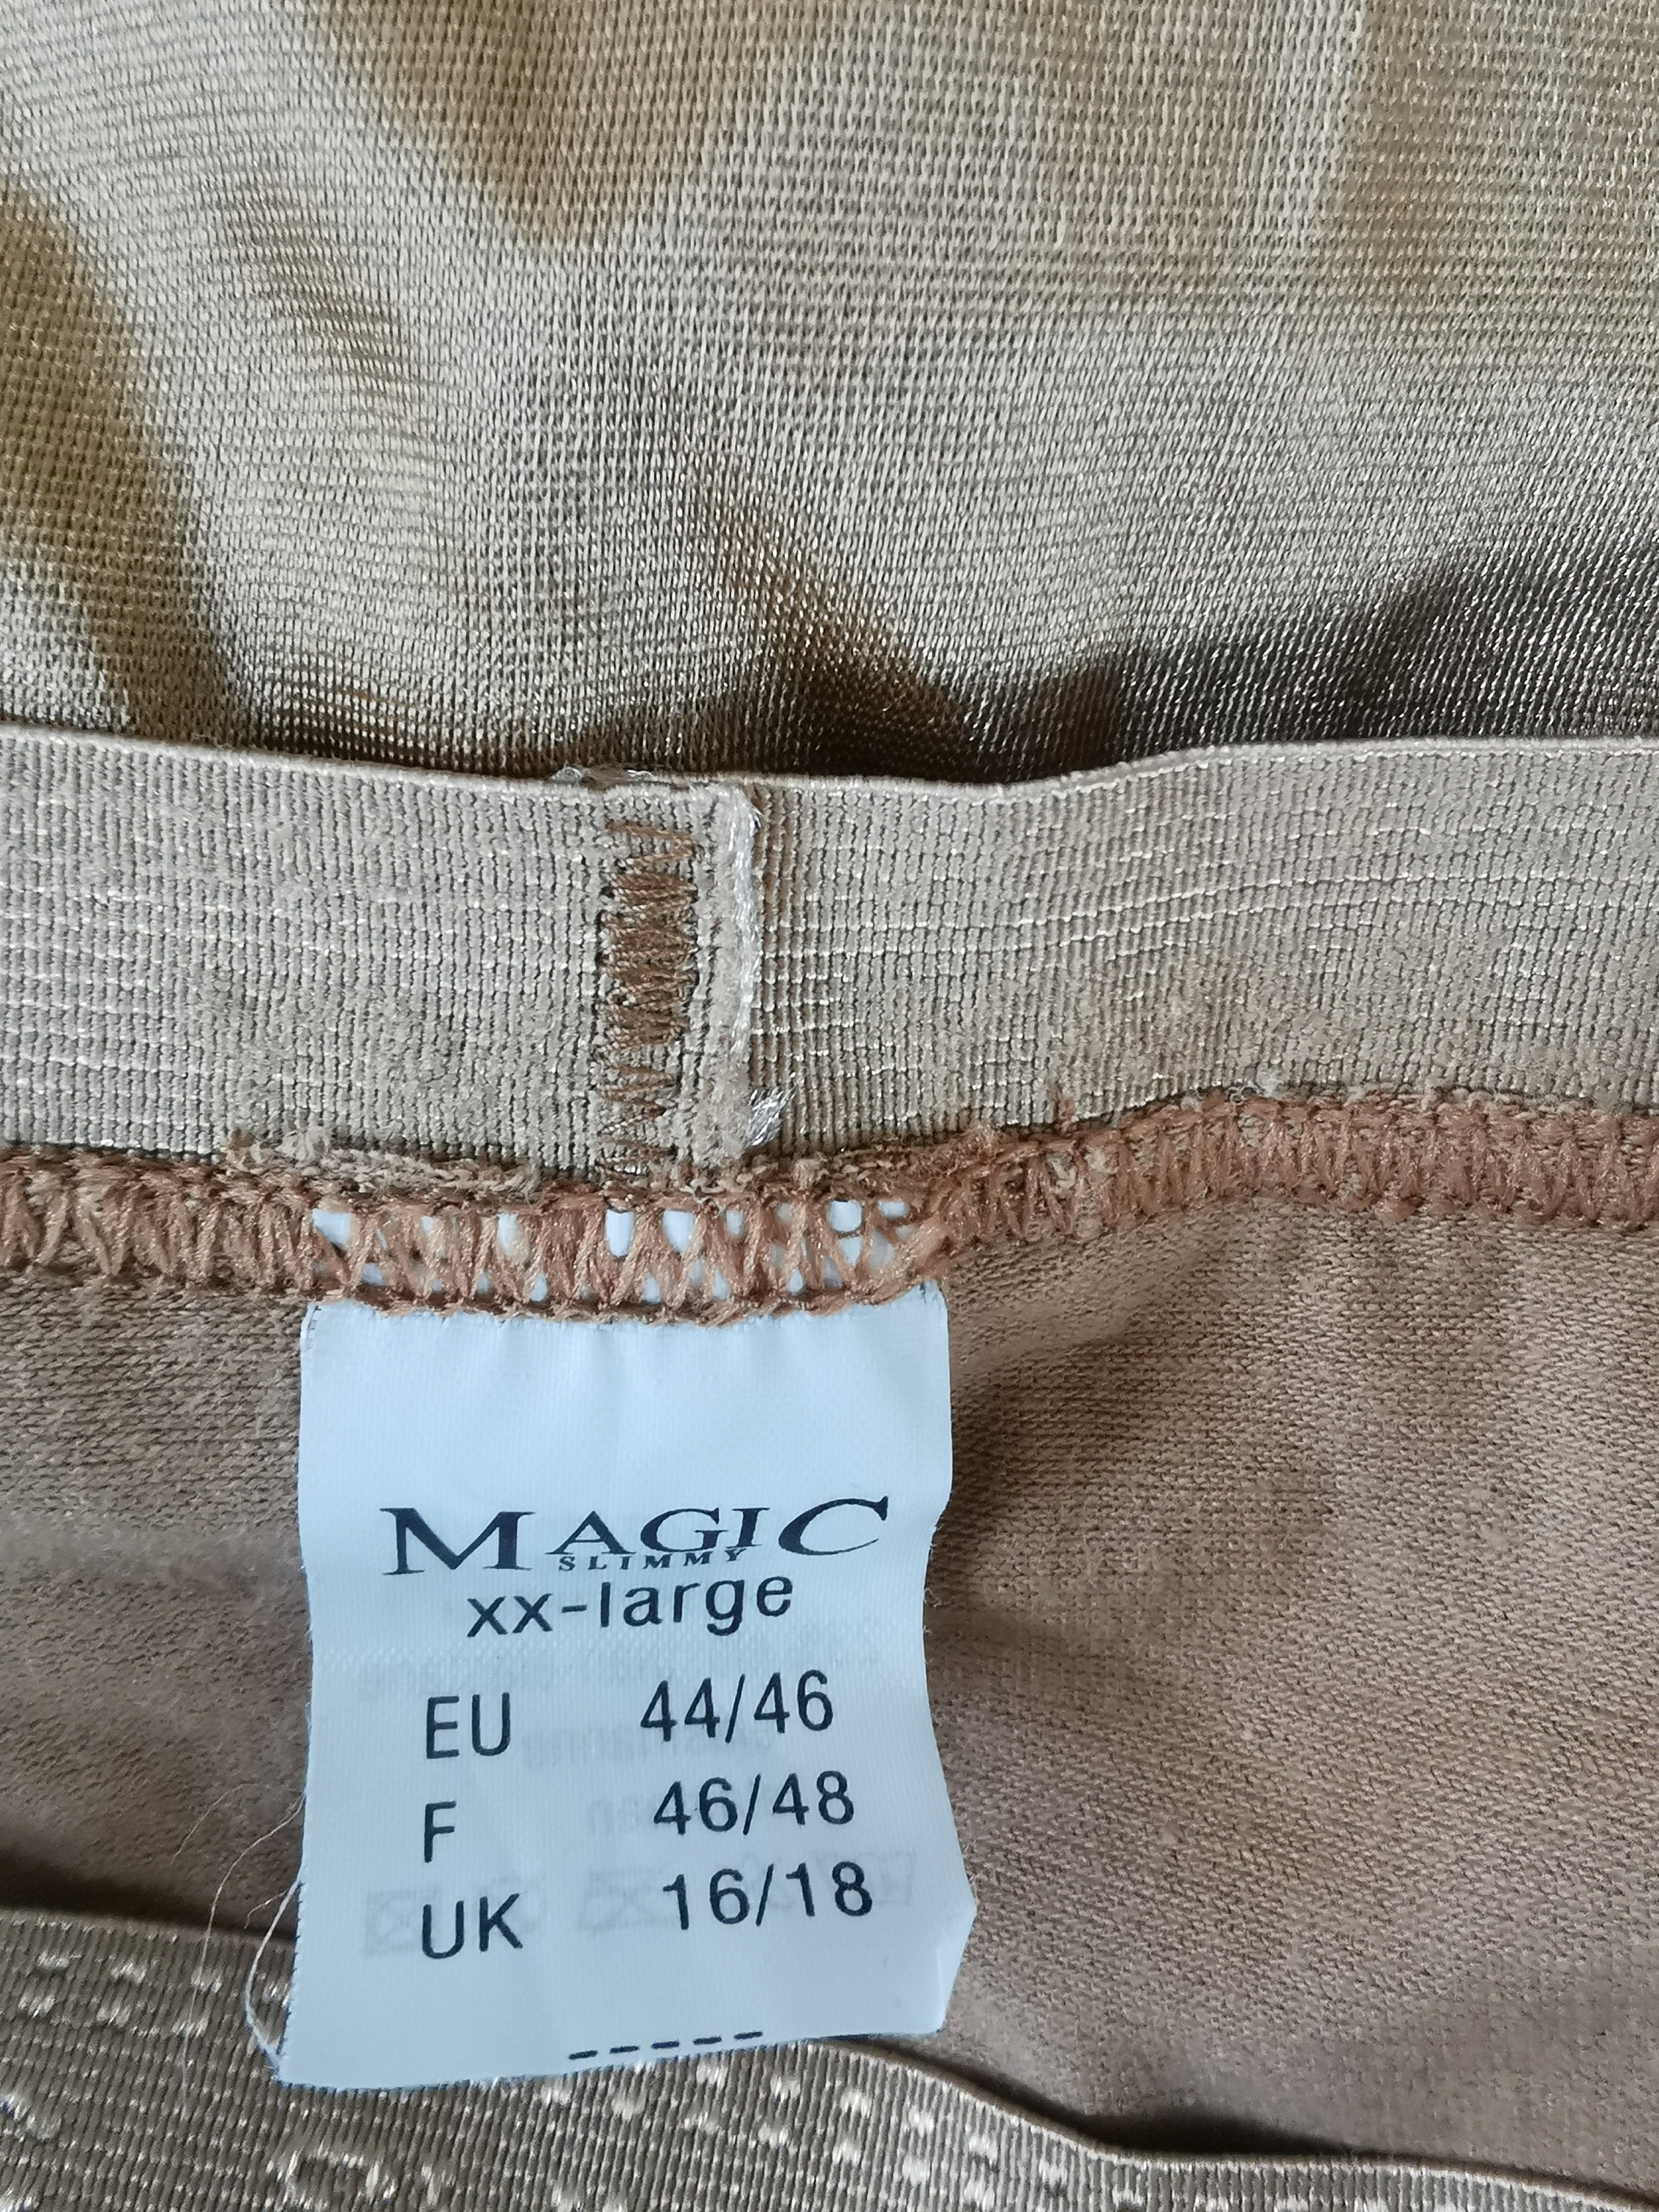 MAGIC
SLIMMY
xx-large
EU 44/46
F 46/48
UK 16/18